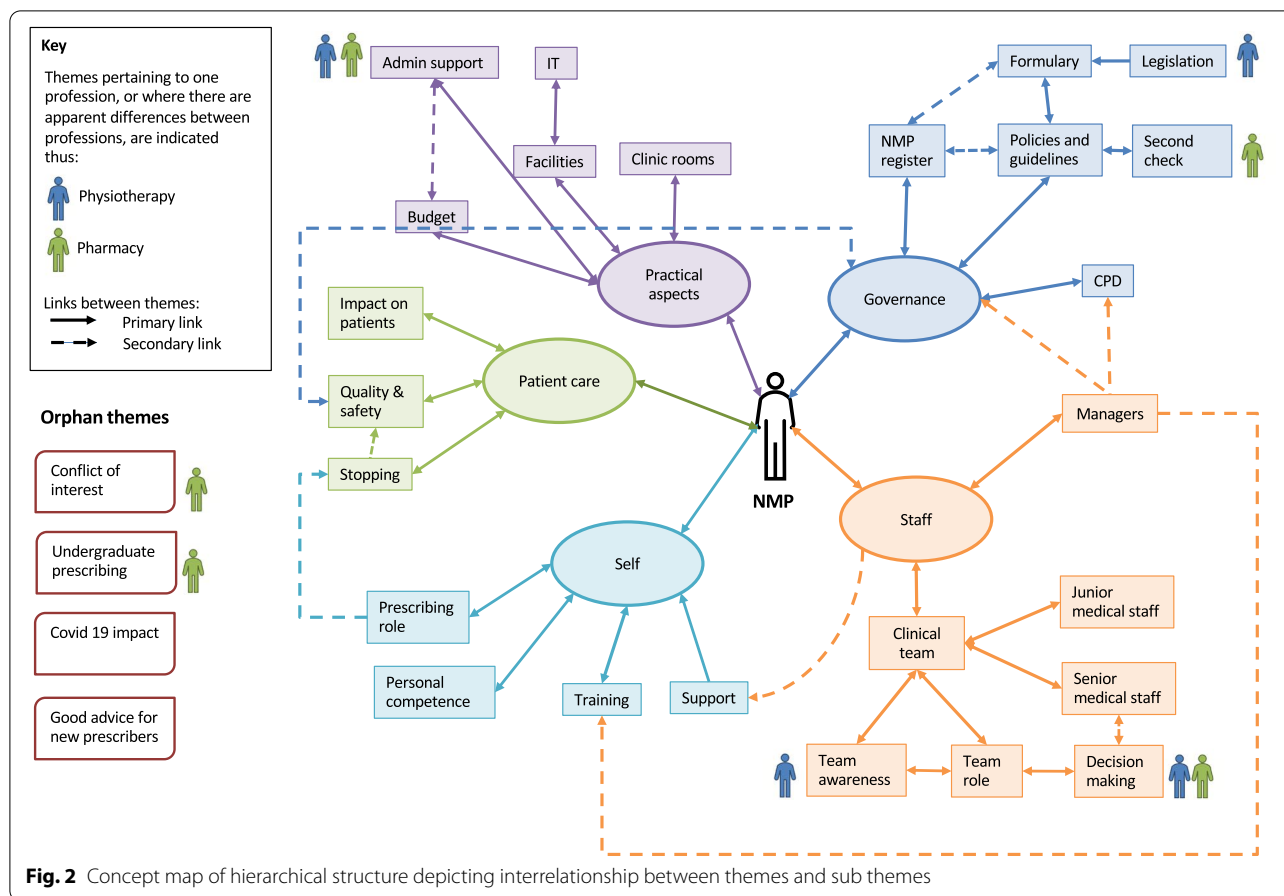 Key
Themes pertaining to one
profession, or where there are
apparent differences between
professions, are indicated
thus:
Physiotherapy
Pharmacy
Links between themes:
Primary link
Secondary link
Orphan themes
Conflict of
interest
Undergraduate
prescribing
Covid 19 impact
Good advice for
new prescribers
Admin support
IT
Facilities
Clinic rooms
Budget
Practical
aspects
Formulary
Legislation
NMP
register
Policies and
guidelines
Second
check
Governance
CPD
Impact on
patients
Quality &
safety
Stopping
Patient care
NMP
Managers
Staff
Self
Prescribing
role
Personal
competence
Training
Support
Clinical
team
Junior
medical staff
Senior
medical staff
Team
awareness
Team
role
Decision
making
Fig. 2 Concept map of hierarchical structure depicting interrelationship between themes and sub themes